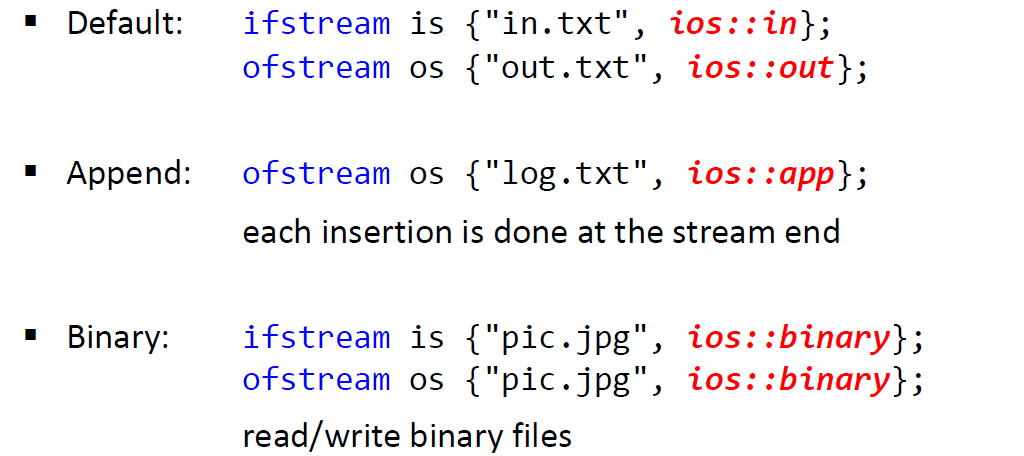 ▪ Default: ifstream is {"in.txt", ios::in};
ofstream os {"out.txt", ios::out};
▪ Append: ofstream os {"log.txt", ios::app};
each insertion is done at the stream end
▪ Binary: ifstream is {"pic.jpg", ios::binary};
ofstream os {"pic.jpg", ios::binary};
read/write binary files